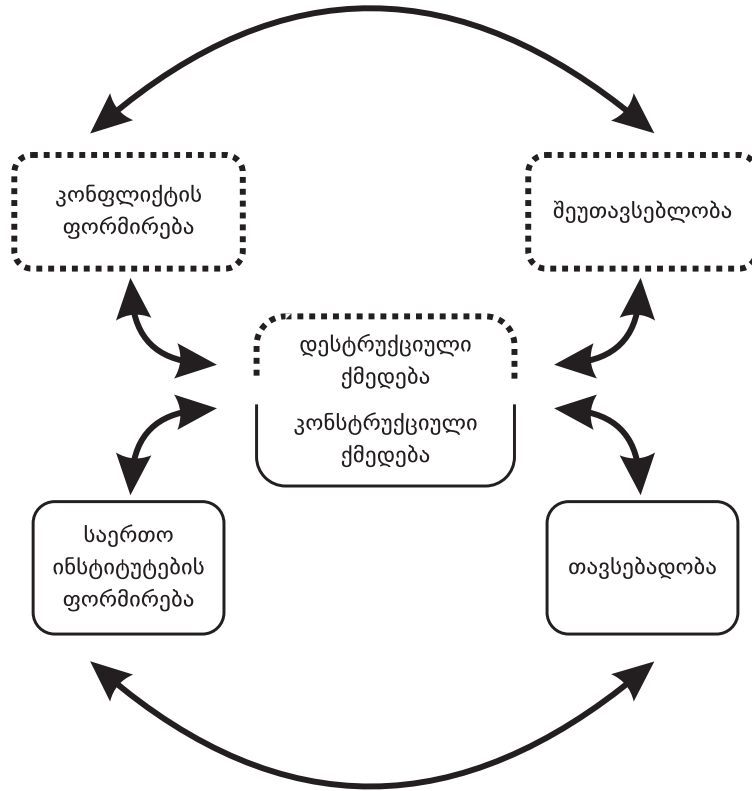 კონფლიქტის
ფორმირება
შეუთავსებლობა
დესტრუქციული
ქმედება
კონსტრუქციული
ქმედება
საერთო
ინსტიტუტების
ფორმირება
თავსებადობა